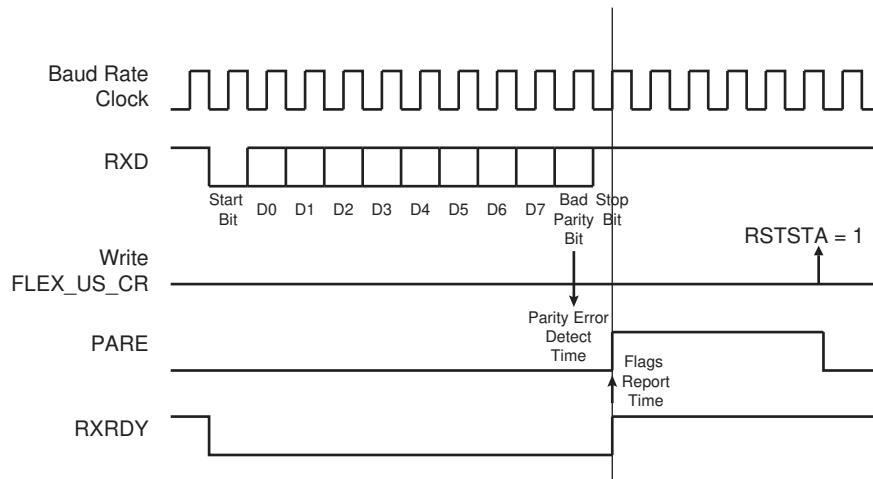 Baud Rate
Clock
RXD
Start
Bit
D0 D1 D2 D3 D4 D5 D6 D7
Bad
Parity
Bit
Stop
Bit
Write
FLEX_US_CR
RSTSTA = 1
Parity Error
Detect
Time
PARE
Flags
Report
Time
RXRDY